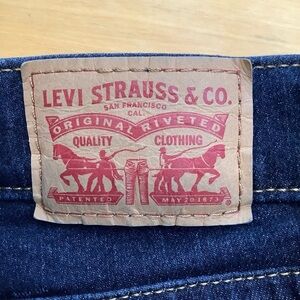 LEVI STRAUSS & CO.
SAN FRANCISCO
CAL.
ORIGINAL RIVETED
QUALITY CLOTHING
PATENTED MAY 20 1873